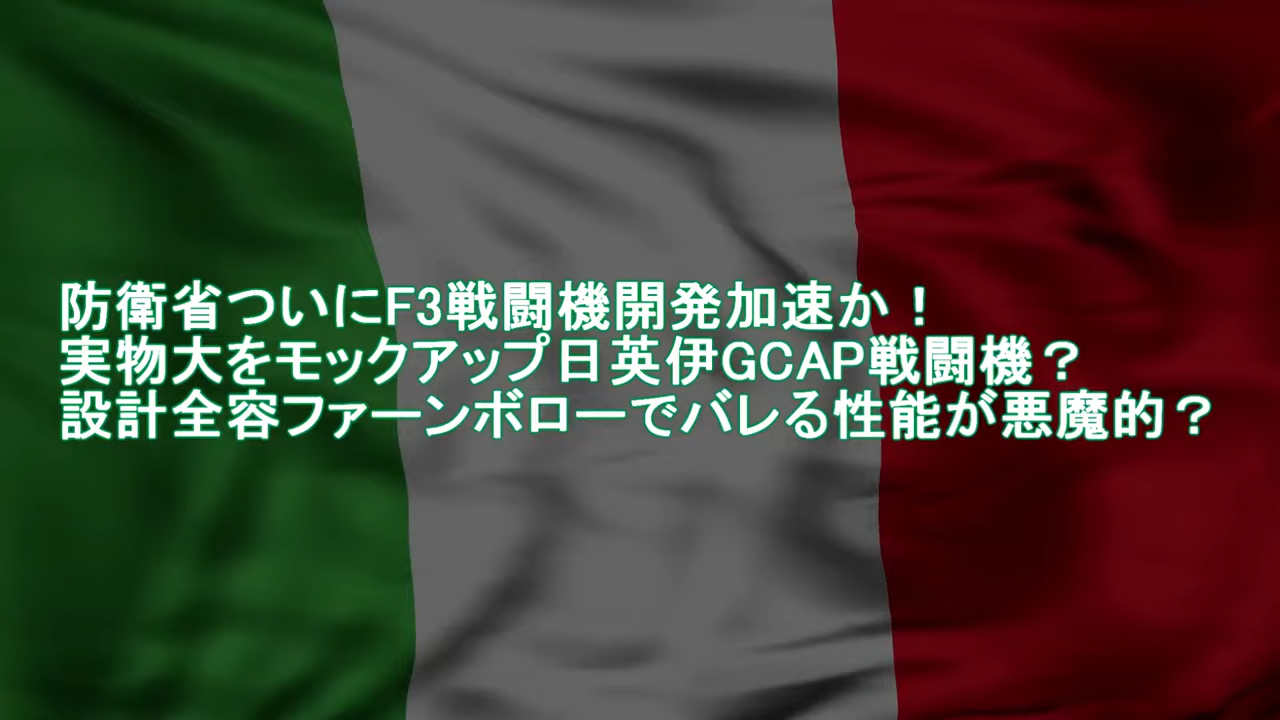 防衛省ついにF3戦闘機開発加速か！
実物大をモックアップ日英伊GCAP戦闘機？
設計全容ファーンボローでバレる性能が悪魔的？